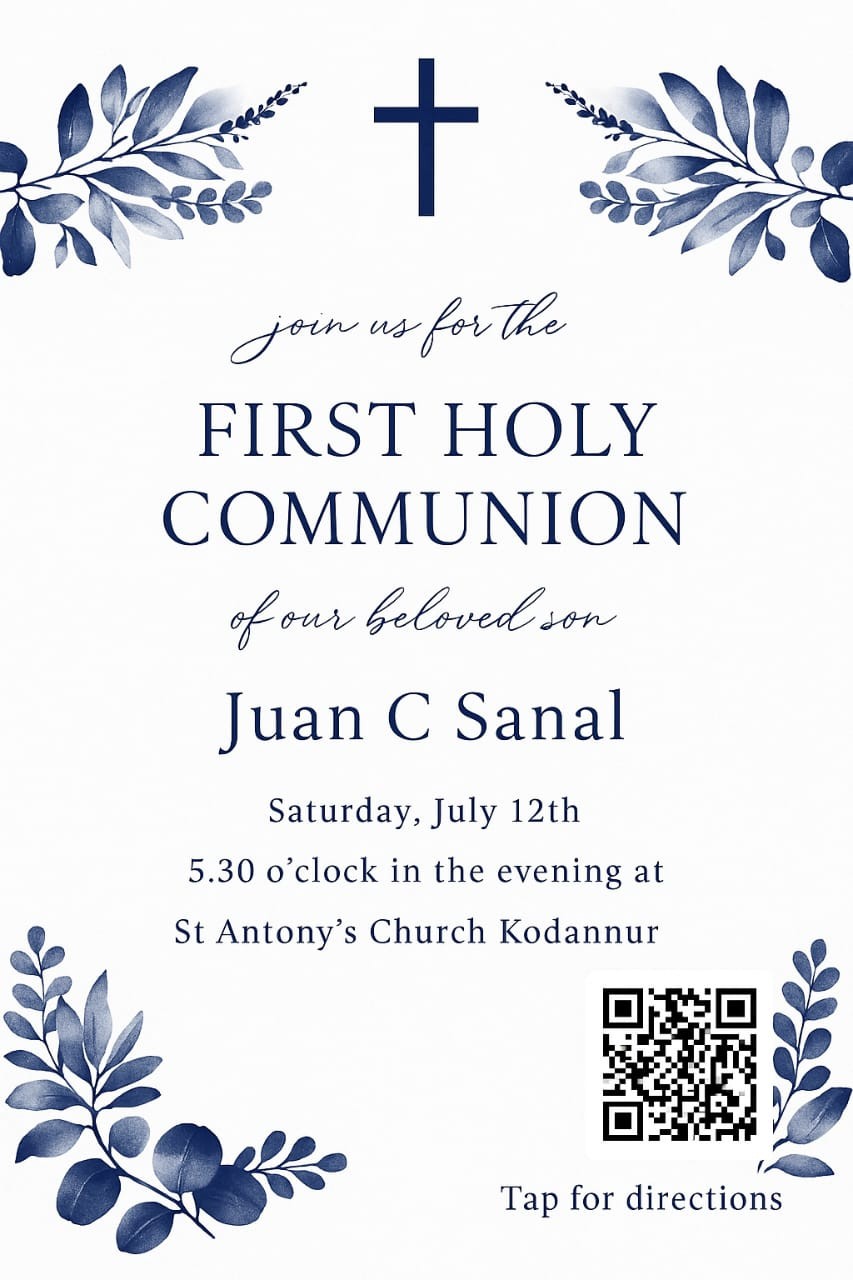 join us for the
FIRST HOLY
COMMUNION
of our beloved son
Juan C Sanal
Saturday, July 12th
5.30 o’clock in the evening at
St Antony’s Church Kodannur
Tap for directions